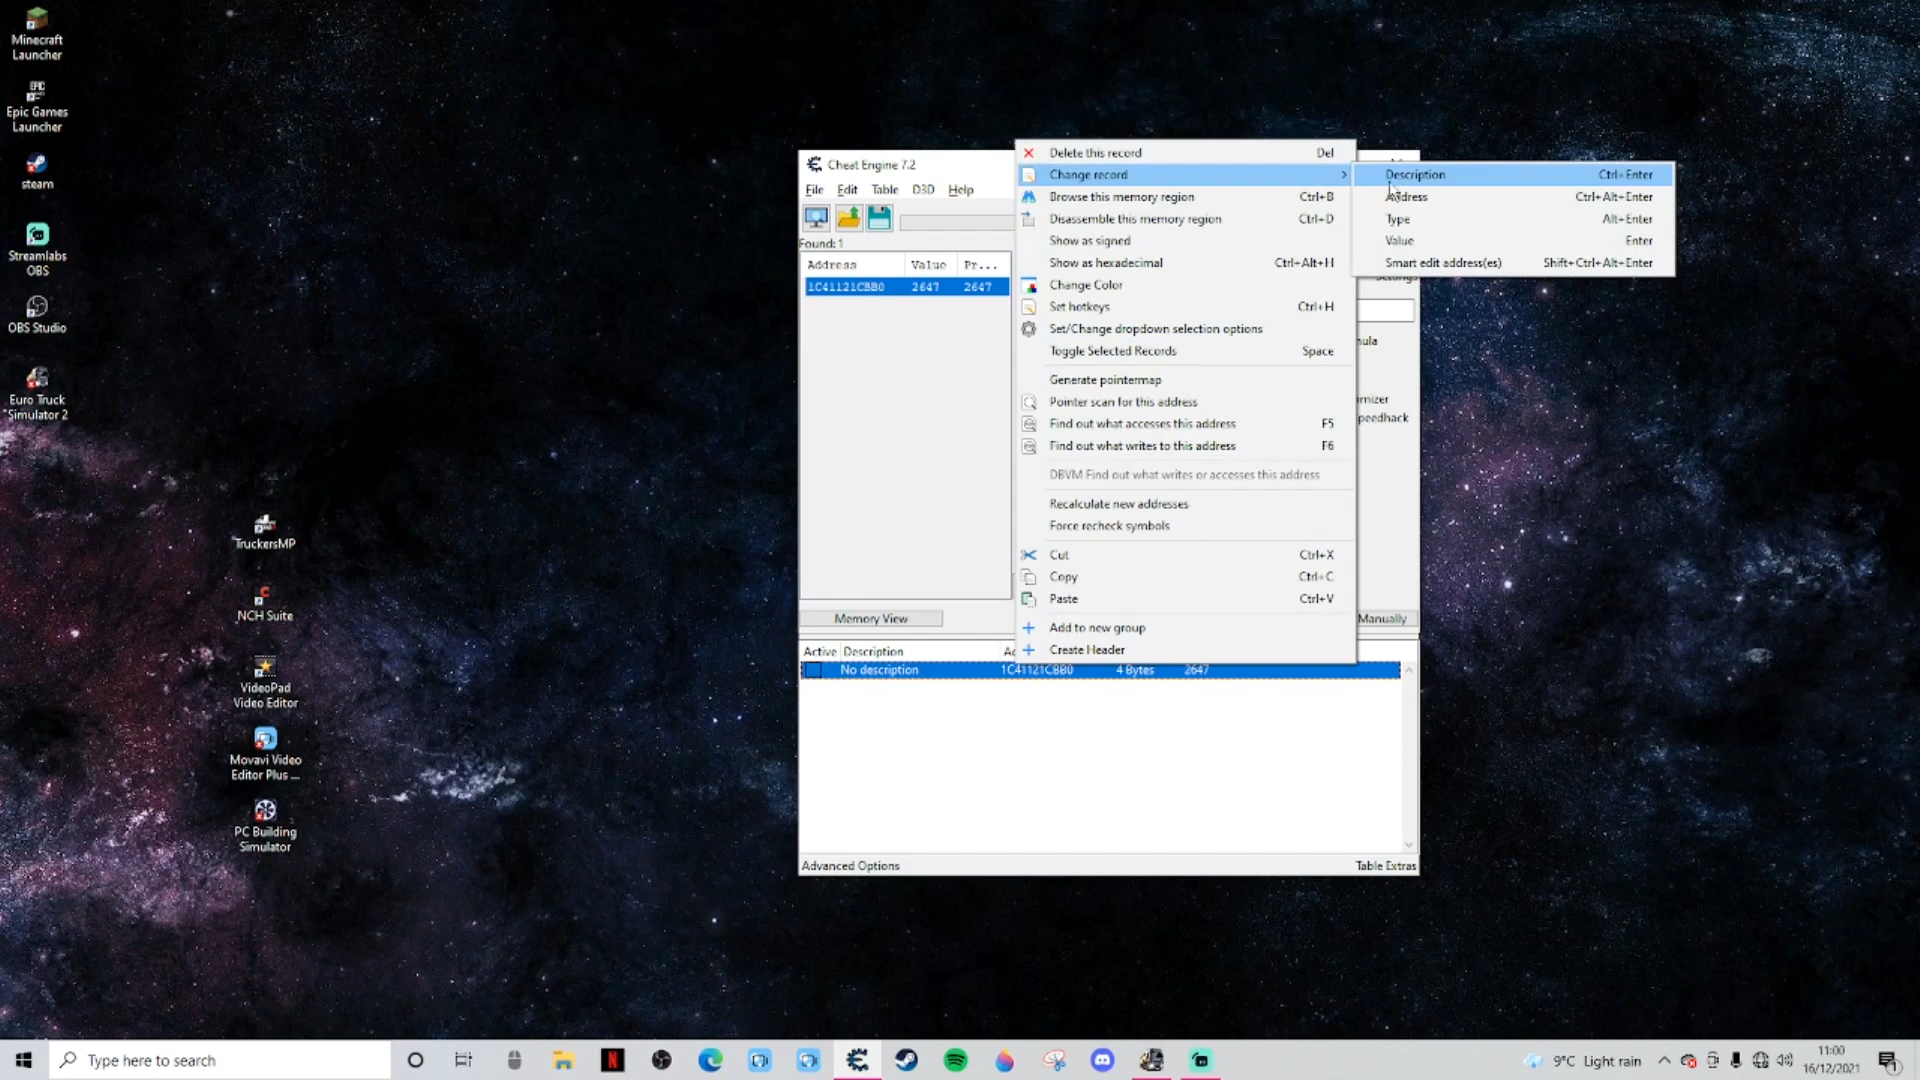 Minecraft
Launcher
EPIC
GAMES
Epic Games
Launcher
steam
Streamlabs
OBS
OBS Studio
Euro Truck
Simulator 2
TruckersMP
NCH Suite
VideoPad
Video Editor
Movavi Video
Editor Plus ...
PC Building
Simulator
Cheat Engine 7.2
File Edit Table D3D Help
Found: 1
Address Value Pr...
1C41121CBB0 2647 2647
Memory View
Manually
Active Description
No description 1C41121CBB0 4 Bytes 2647
Advanced Options
Table Extras
Delete this record Del
Change record
Browse this memory region Ctrl+B
Disassemble this memory region Ctrl+D
Show as signed
Show as hexadecimal Ctrl+Alt+H
Change Color
Set hotkeys Ctrl+H
Set/Change dropdown selection options
Toggle Selected Records Space
Generate pointermap
Pointer scan for this address
Find out what accesses this address F5
Find out what writes to this address F6
DBVM Find out what writes or accesses this address
Recalculate new addresses
Force recheck symbols
Cut Ctrl+X
Copy Ctrl+C
Paste Ctrl+V
Add to new group
Create Header
Description Ctrl+Enter
Address Ctrl+Alt+Enter
Type Alt+Enter
Value Enter
Smart edit address(es) Shift+Ctrl+Alt+Enter
Type here to search
9°C Light rain
11:00
16/12/2021